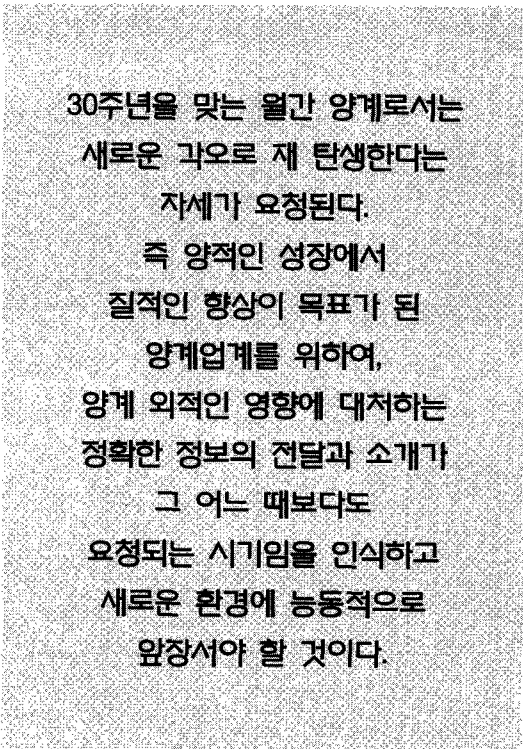 30주년을 맞는 월간 양계로서는
새로운 각오로 재 탄생한다는
자세가 요청된다.
즉 양적인 성장에서
질적인 향상이 목표가 된
양계업계를 위하여,
양계 외적인 영향에 대처하는
정확한 정보의 전달과 소개가
그 어느 때보다도
요청되는 시기임을 인식하고
새로운 환경에 능동적으로
앞장서야 할 것이다.